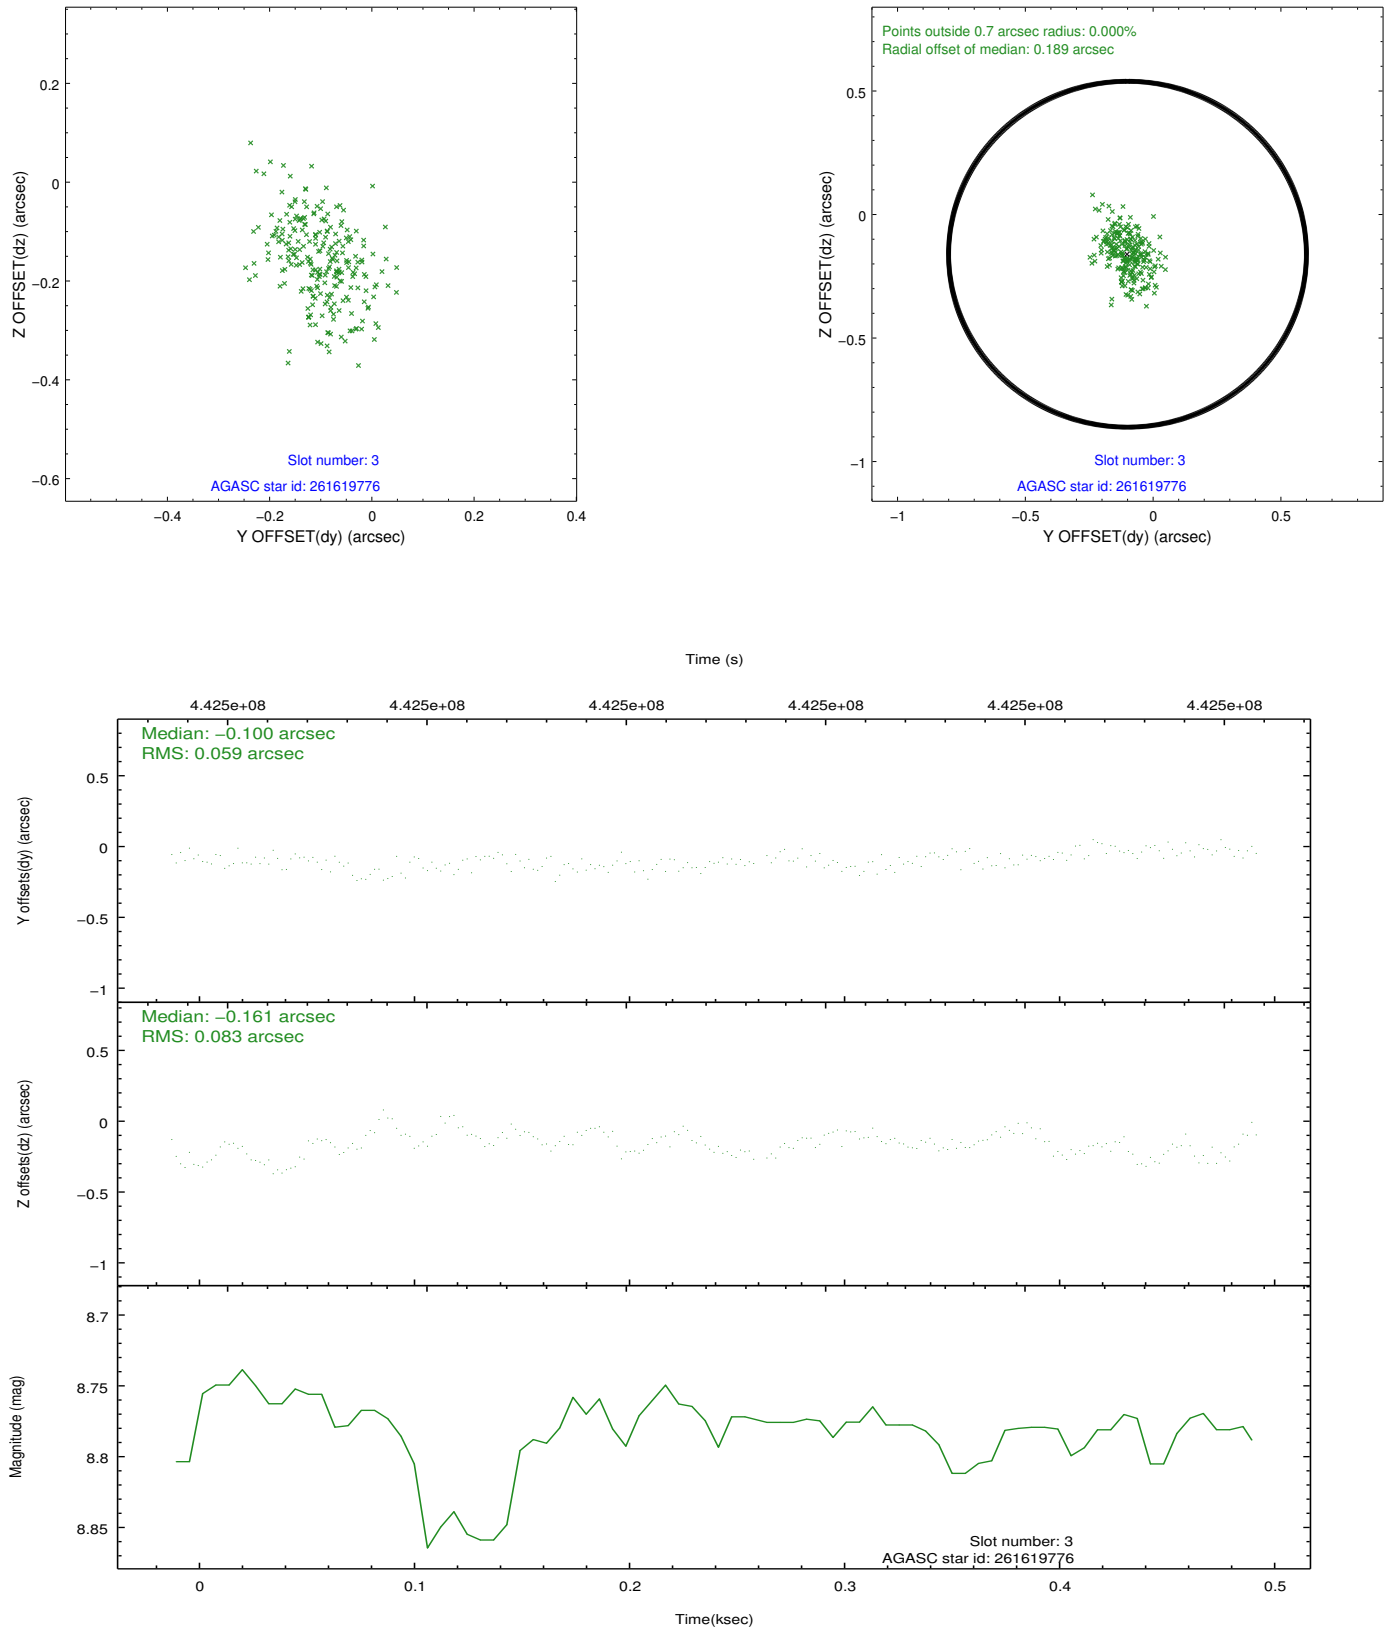 0.2
0
−0.2
−0.4
−0.6
Z OFFSET(dz) (arcsec)
Slot number: 3
AGASC star id: 261619776
−0.4
−0.2
0
0.2
0.4
Y OFFSET(dy) (arcsec)
Points outside 0.7 arcsec radius: 0.000%
Radial offset of median: 0.189 arcsec
0.5
0
−0.5
−1
Z OFFSET(dz) (arcsec)
Slot number: 3
AGASC star id: 261619776
−1
−0.5
0
0.5
Y OFFSET(dy) (arcsec)
Time (s)
4.425e+08
4.425e+08
4.425e+08
4.425e+08
4.425e+08
4.425e+08
Median: −0.100 arcsec
RMS: 0.059 arcsec
0.5
0
−0.5
−1
Y offsets(dy) (arcsec)
Median: −0.161 arcsec
RMS: 0.083 arcsec
0.5
0
−0.5
−1
Z offsets(dz) (arcsec)
8.7
8.75
8.8
8.85
Magnitude (mag)
Slot number: 3
AGASC star id: 261619776
0
0.1
0.2
0.3
0.4
0.5
Time(ksec)